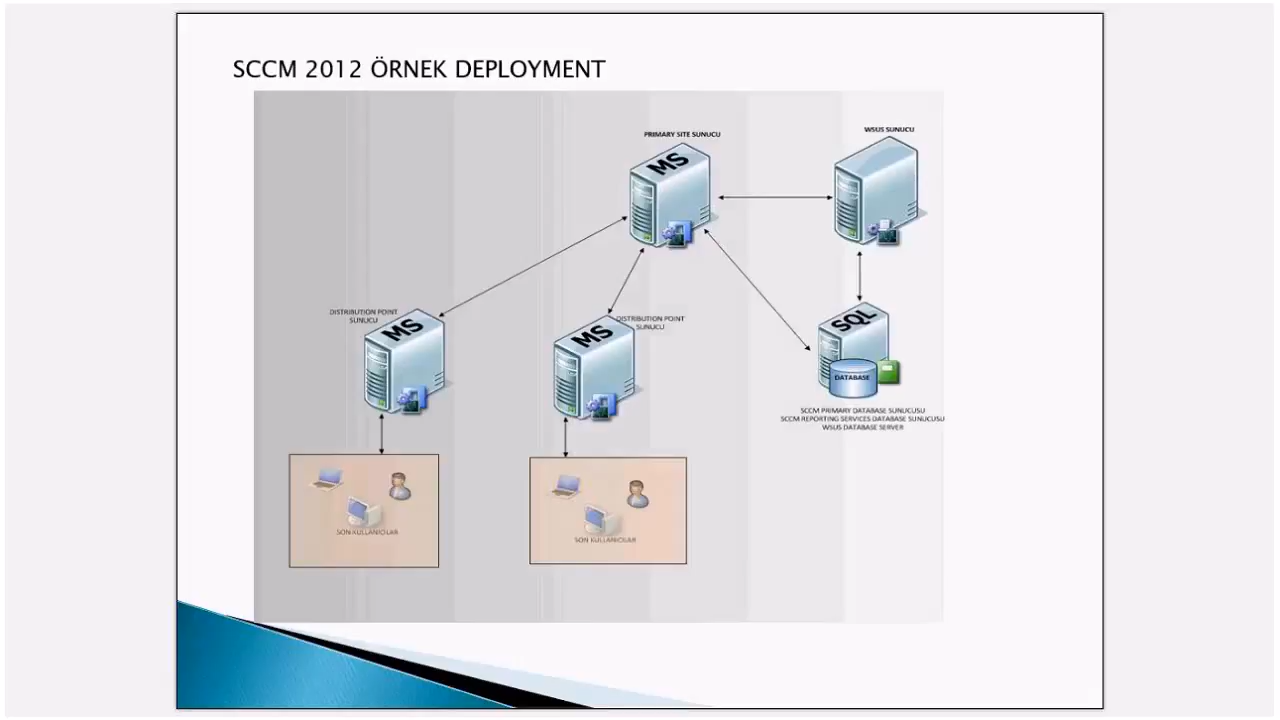 SCCM 2012 ÖRNEK DEPLOYMENT
PRIMARY SITE SUNUCU
WSUS SUNUCU
MS
DISTRIBUTION POINT
SUNUCU
MS
DISTRIBUTION POINT
SUNUCU
MS
SQL
DATABASE
SCCM PRIMARY DATABASE SUNUCUSU
SCCM REPORTING SERVICES DATABASE SUNUCUSU
WSUS DATABASE SERVER
SON KULLANICILAR
SON KULLANICILAR